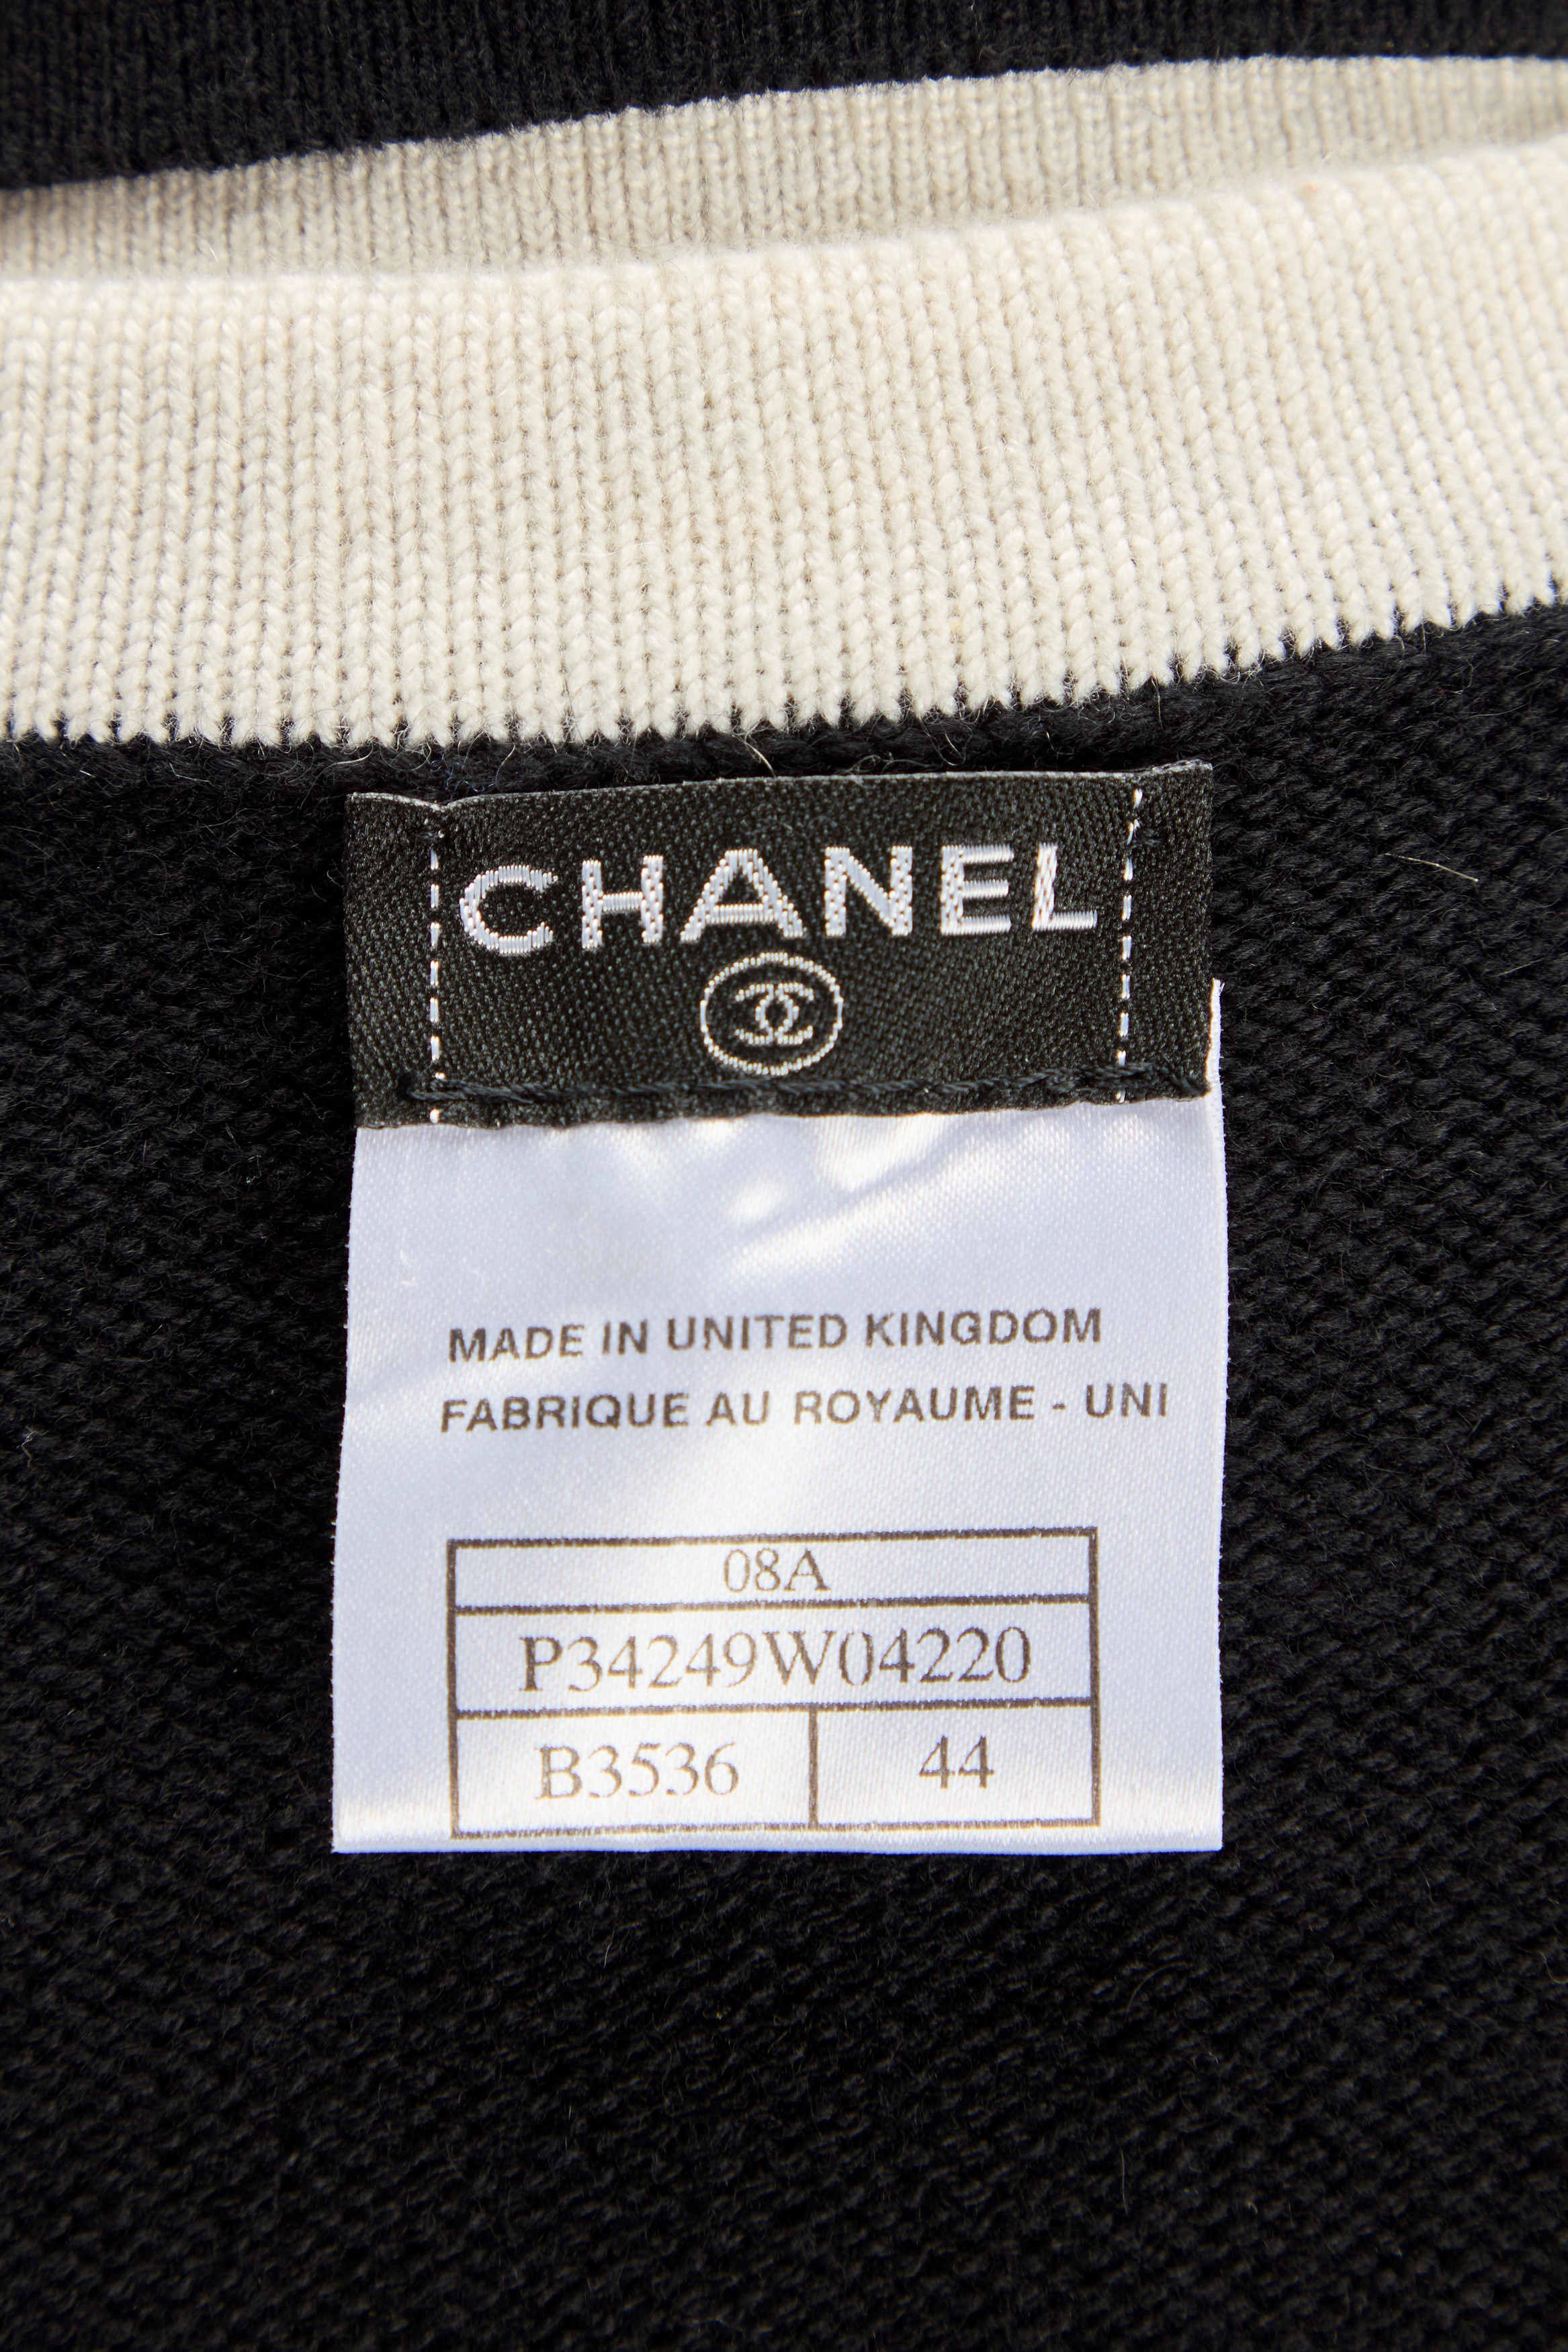 CHANEL
MADE IN UNITED KINGDOM
FABRIQUE AU ROYAUME - UNI
08A
P34249W04220
B3536 44